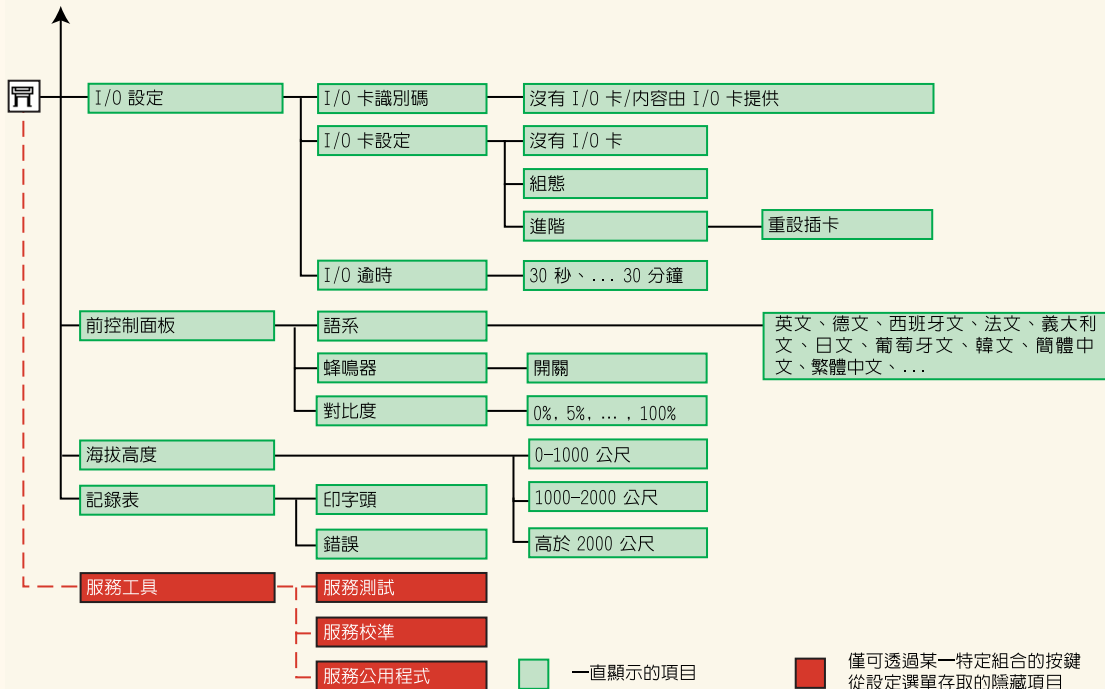 I/O 設定
I/O 卡識別碼
沒有 I/O 卡/内容由 I/O 卡提供
I/O 卡設定
沒有 I/O 卡
組態
進階
重設插卡
I/O 逾時
30 秒、... 30 分鐘
前控制面板
語系
英文、德文、西班牙文、法文、義大利
文、日文、葡萄牙文、韓文、簡體中
文、繁體中文、...
蜂鳴器
開關
對比度
0%, 5%, ... , 100%
海拔高度
0-1000 公尺
1000-2000 公尺
高於 2000 公尺
記錄表
印字頭
錯誤
服務工具
服務測試
服務校準
服務公用程式
一直顯示的項目
僅可透過某一特定組合的按鍵
從設定選單存取的隱藏項目